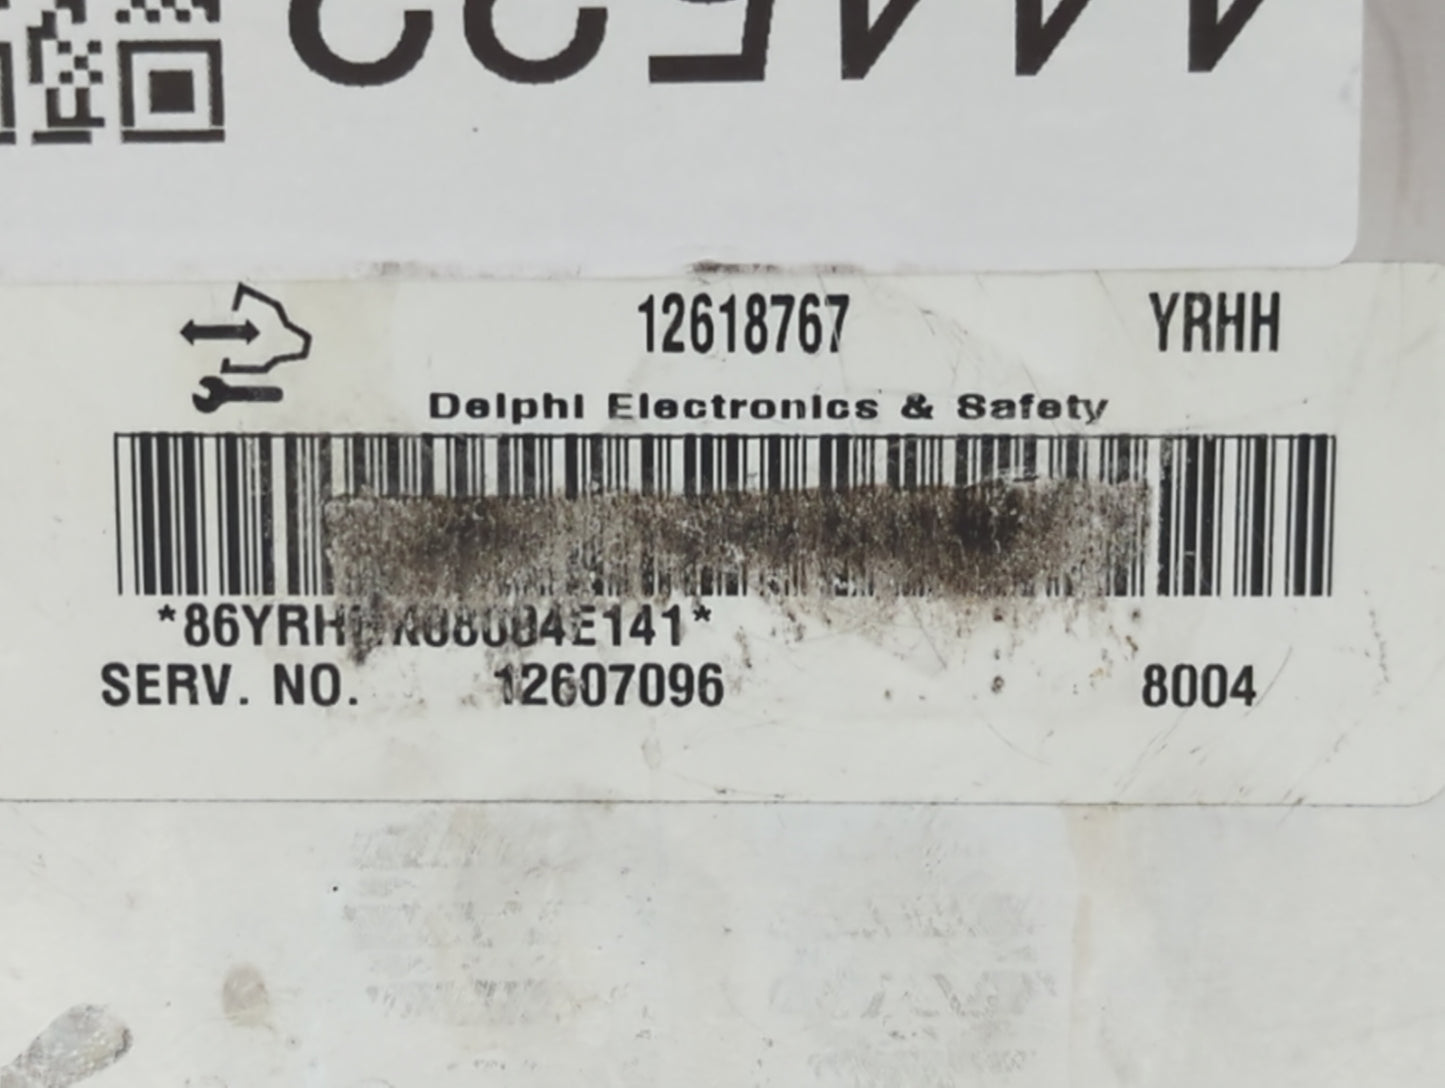 12618767 YRHH
Delphi Electronics & Safety
SERV. NO. 12607096 8004